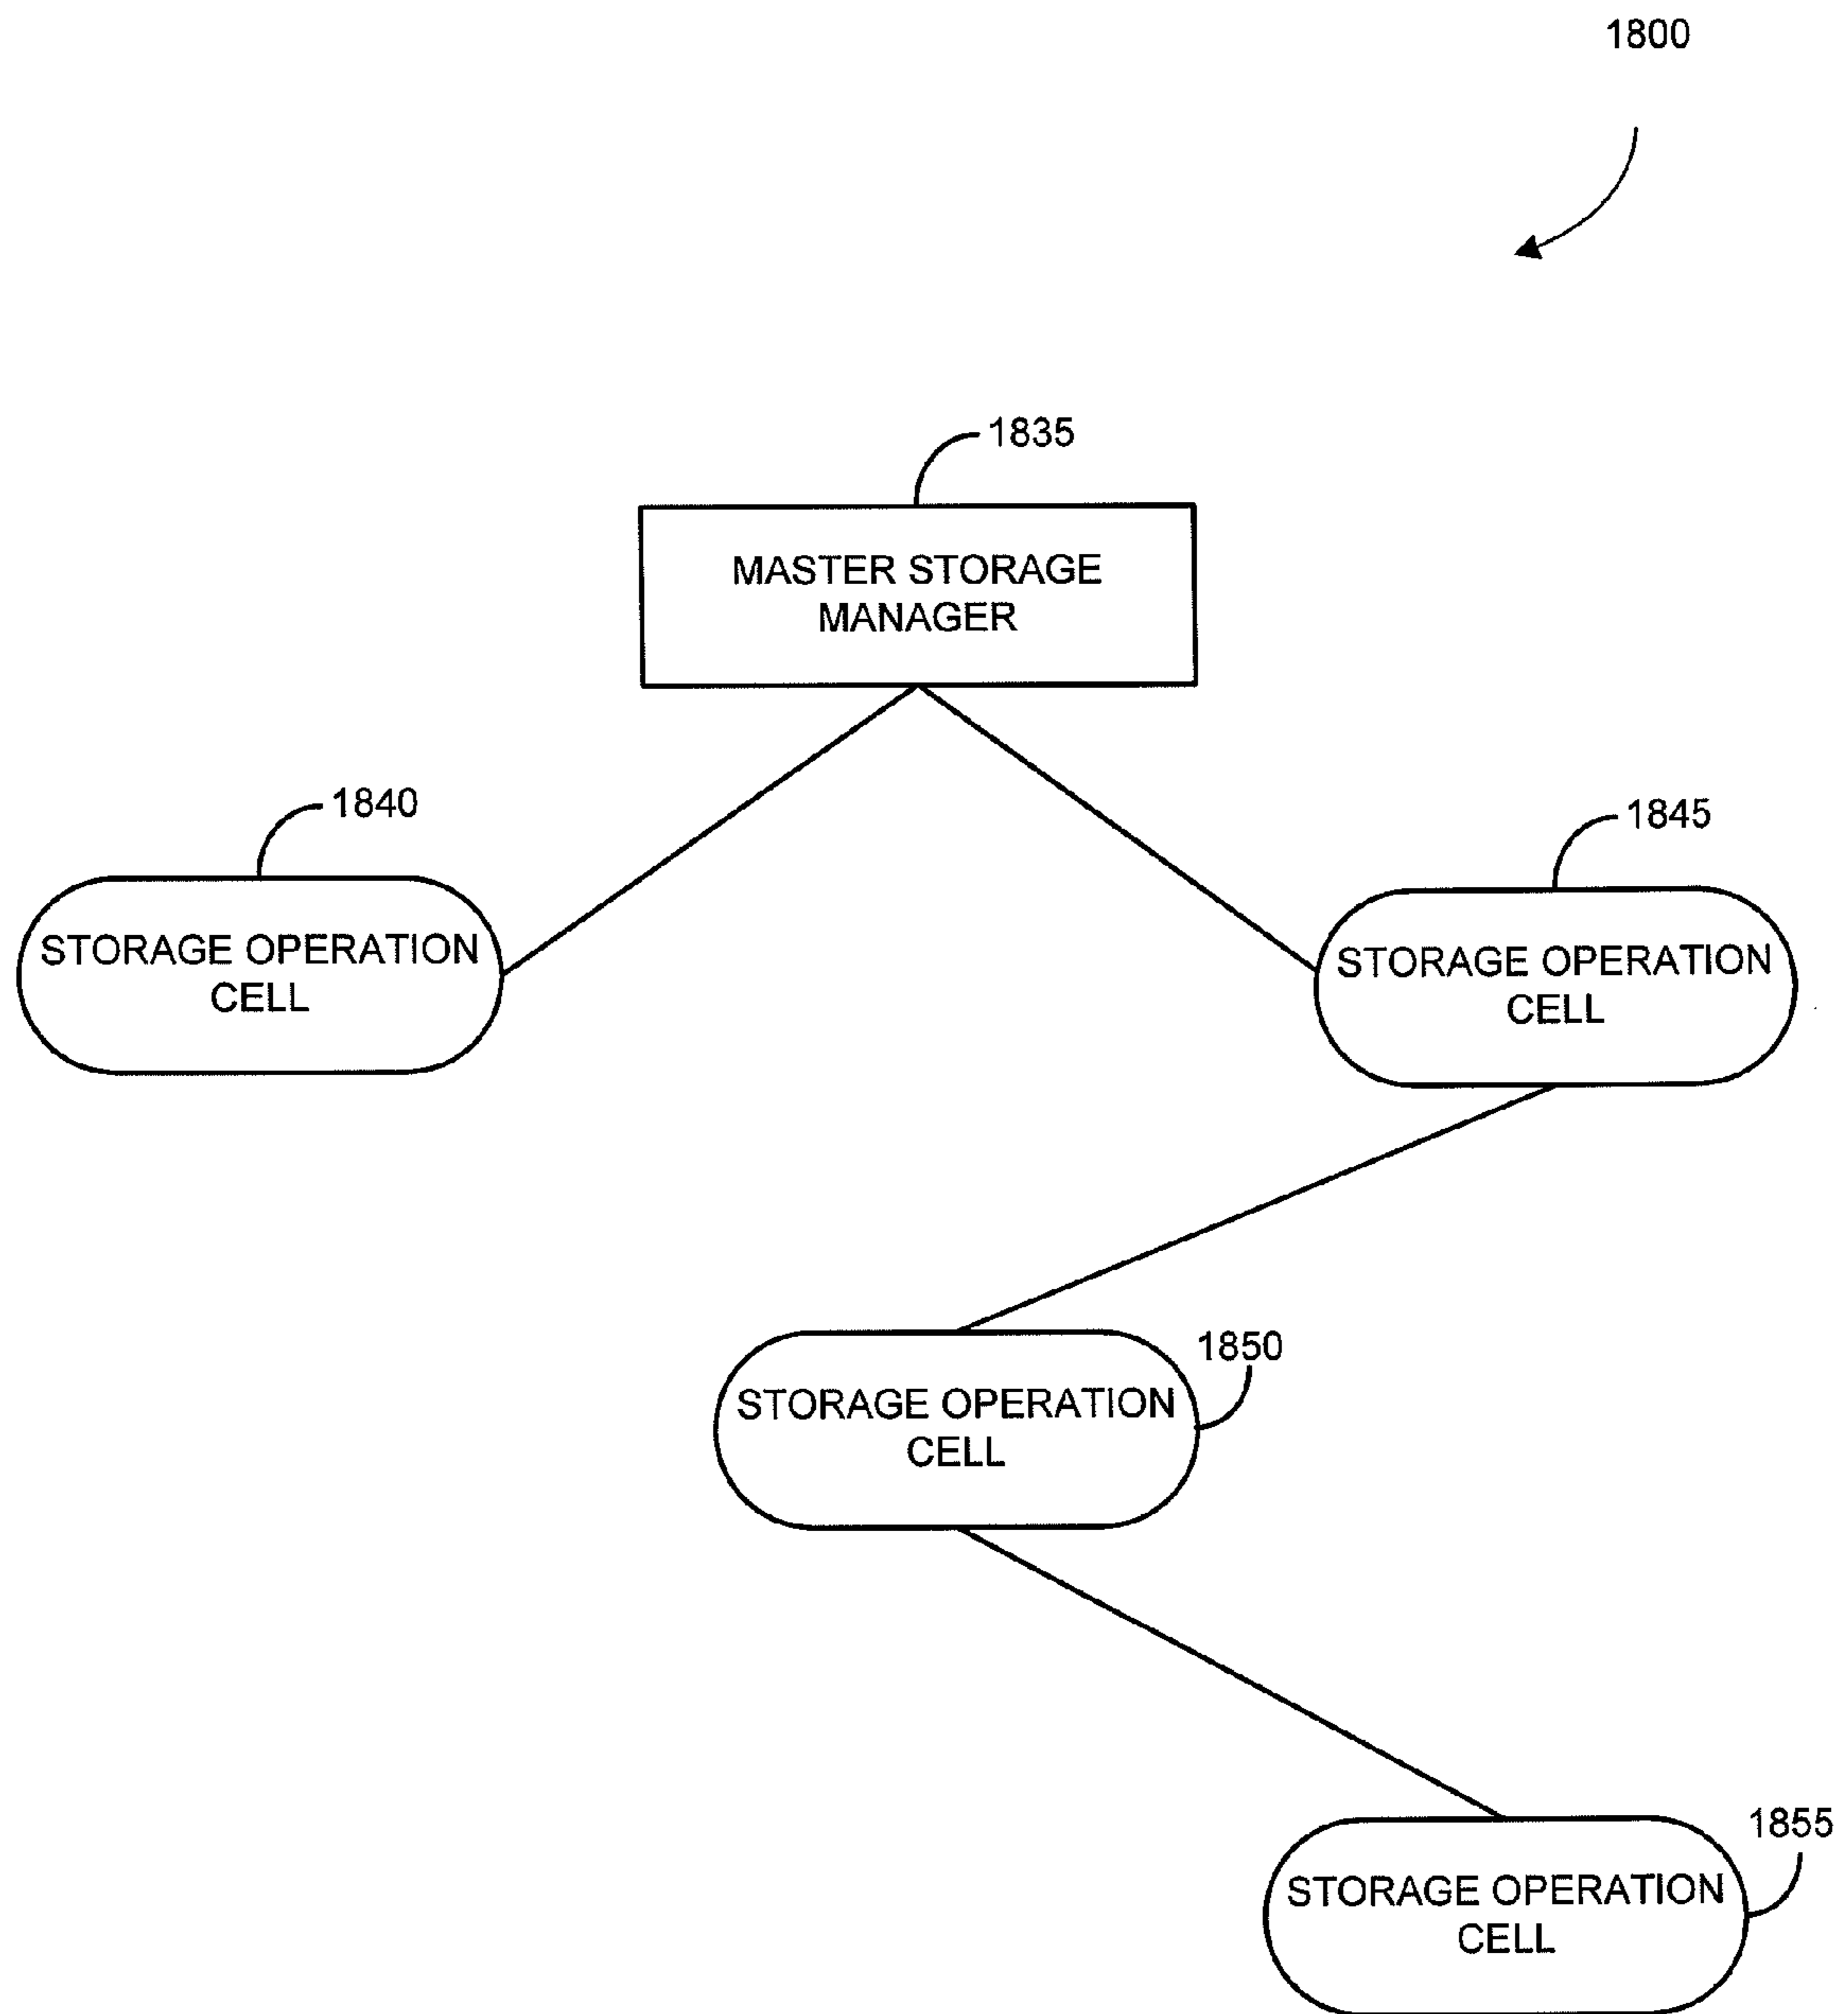 1800
1835
MASTER STORAGE
MANAGER
1840
1845
STORAGE OPERATION
CELL
STORAGE OPERATION
CELL
1850
STORAGE OPERATION
CELL
1855
STORAGE OPERATION
CELL